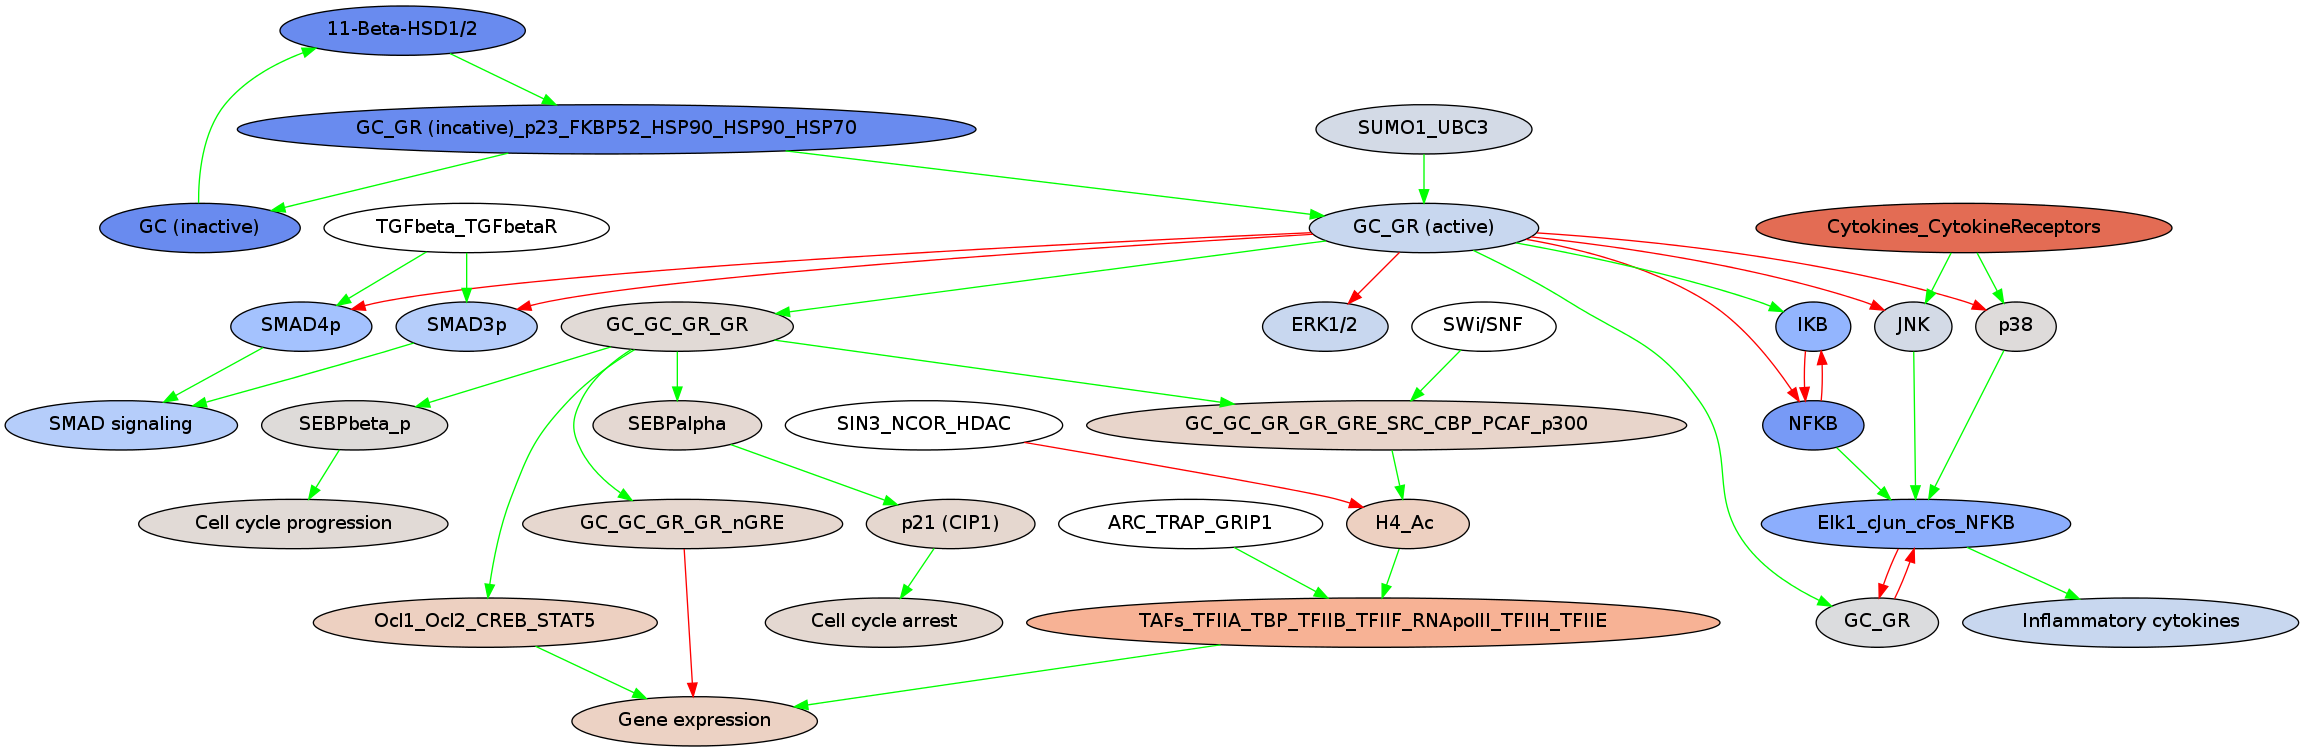 11-Beta-HSD1/2
GC_GR (incative)_p23_FKBP52_HSP90_HSP90_HSP70
SUMO1_UBC3
GC (inactive)
TGFbeta_TGFbetaR
GC_GR (active)
Cytokines_CytokineReceptors
SMAD4p
SMAD3p
GC_GC_GR_GR
ERK1/2
SWi/SNF
IKB
JNK
p38
SMAD signaling
SEBPbeta_p
SEBPalpha
SIN3_NCOR_HDAC
GC_GC_GR_GR_GRE_SRC_CBP_PCAF_p300
NFKB
Cell cycle progression
GC_GC_GR_GR_nGRE
p21 (CIP1)
ARC_TRAP_GRIP1
H4_Ac
Elk1_cJun_cFos_NFKB
Ocl1_Ocl2_CREB_STAT5
Cell cycle arrest
TAFs_TFIIA_TBP_TFIIB_TFIIF_RNApolII_TFIIH_TFIIE
GC_GR
Inflammatory cytokines
Gene expression